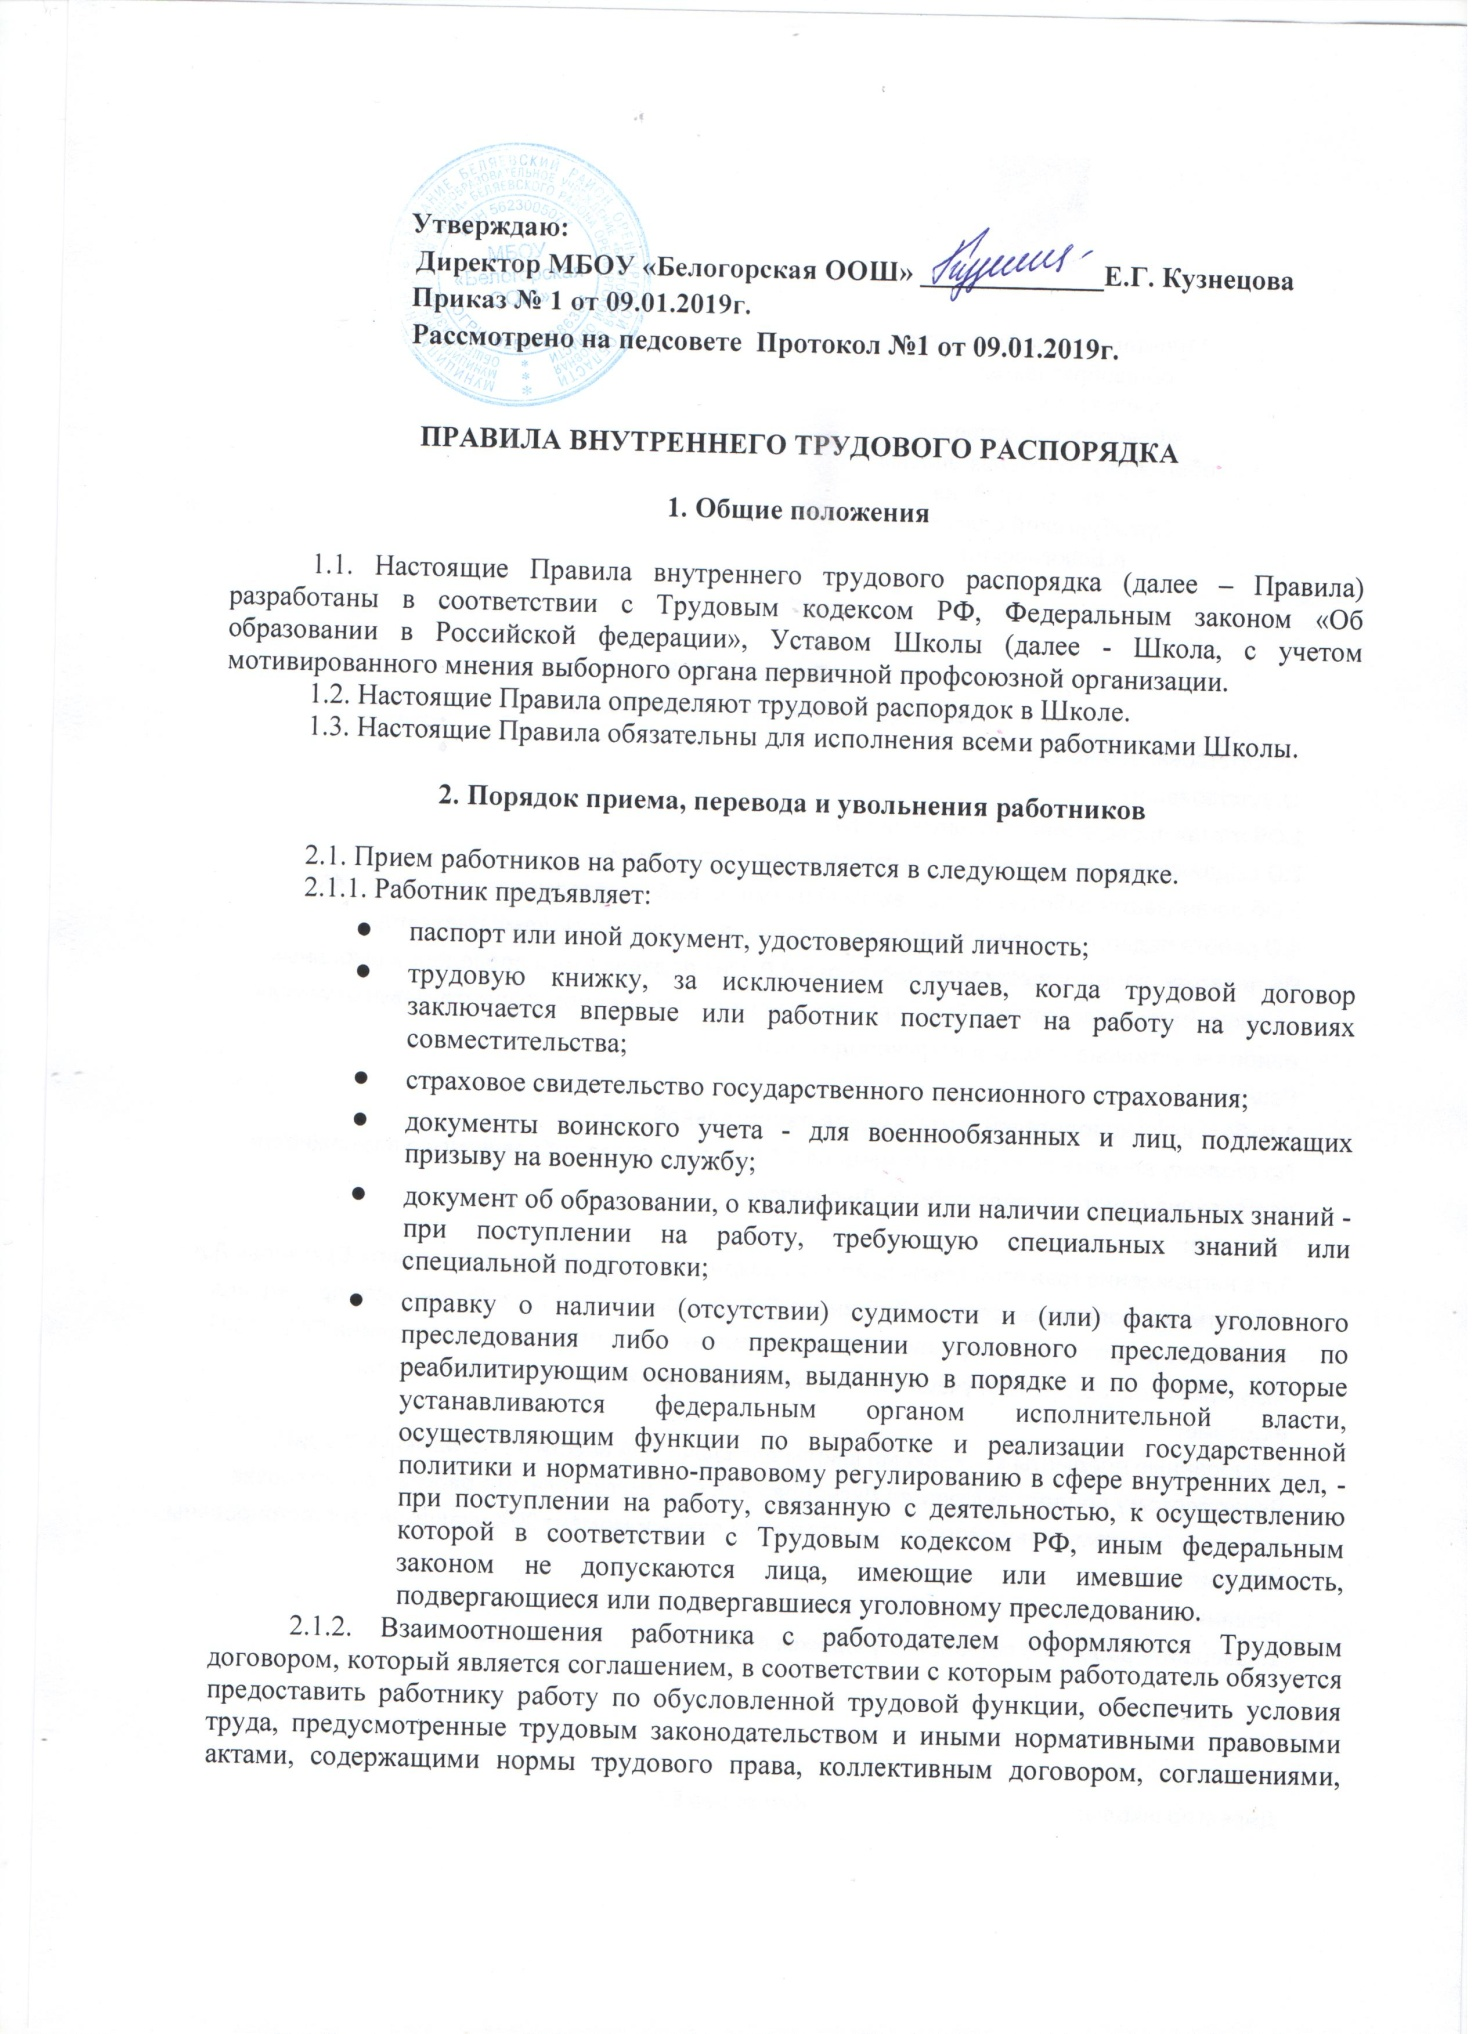 Утверждаю:
Директор МБОУ «Белогорская ООШ» ____________Е.Г. Кузнецова
Приказ № 1 от 09.01.2019г.
Рассмотрено на педсовете Протокол №1 от 09.01.2019г.
МБОУ
«Белогорская
ООШ»
ПРАВИЛА ВНУТРЕННЕГО ТРУДОВОГО РАСПОРЯДКА
1. Общие положения
1.1. Настоящие Правила внутреннего трудового распорядка (далее – Правила)
разработаны в соответствии с Трудовым кодексом РФ, Федеральным законом «Об
образовании в Российской федерации», Уставом Школы (далее - Школа, с учетом
мотивированного мнения выборного органа первичной профсоюзной организации.
1.2. Настоящие Правила определяют трудовой распорядок в Школе.
1.3. Настоящие Правила обязательны для исполнения всеми работниками Школы.
2. Порядок приема, перевода и увольнения работников
2.1. Прием работников на работу осуществляется в следующем порядке.
2.1.1. Работник предъявляет:
● паспорт или иной документ, удостоверяющий личность;
● трудовую книжку, за исключением случаев, когда трудовой договор
заключается впервые или работник поступает на работу на условиях
совместительства;
● страховое свидетельство государственного пенсионного страхования;
● документы воинского учета - для военнообязанных и лиц, подлежащих
призыву на военную службу;
● документ об образовании, о квалификации или наличии специальных знаний -
при поступлении на работу, требующую специальных знаний или
специальной подготовки;
● справку о наличии (отсутствии) судимости и (или) факта уголовного
преследования либо о прекращении уголовного преследования по
реабилитирующим основаниям, выданную в порядке и по форме, которые
устанавливаются федеральным органом исполнительной власти,
осуществляющим функции по выработке и реализации государственной
политики и нормативно-правовому регулированию в сфере внутренних дел, -
при поступлении на работу, связанную с деятельностью, к осуществлению
которой в соответствии с Трудовым кодексом РФ, иным федеральным
законом не допускаются лица, имеющие или имевшие судимость,
подвергающиеся или подвергавшиеся уголовному преследованию.
2.1.2. Взаимоотношения работника с работодателем оформляются Трудовым
договором, который является соглашением, в соответствии с которым работодатель обязуется
предоставить работнику работу по обусловленной трудовой функции, обеспечить условия
труда, предусмотренные трудовым законодательством и иными нормативными правовыми
актами, содержащими нормы трудового права, коллективным договором, соглашениями,